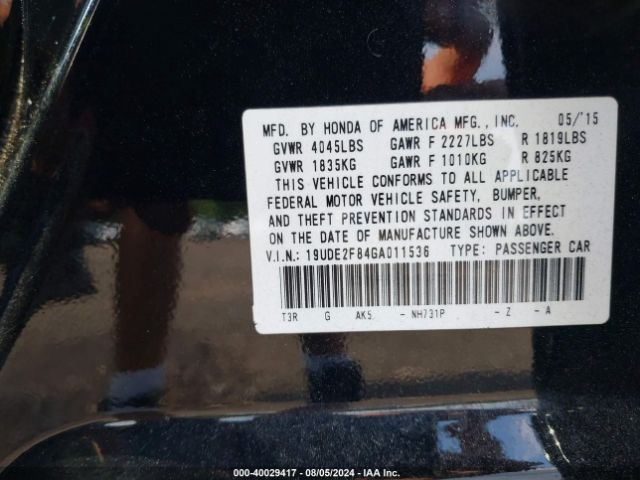 MFD. BY HONDA OF AMERICA MFG., INC. 05/'15
GVWR 4045LBS GAWR F 2227LBS R 1819LBS
GVWR 1835KG GAWR F 1010KG R 825KG
THIS VEHICLE CONFORMS TO ALL APPLICABLE
FEDERAL MOTOR VEHICLE SAFETY, BUMPER,
AND THEFT PREVENTION STANDARDS IN EFFECT
ON THE DATE OF MANUFACTURE SHOWN ABOVE.
V.I.N.: 19UDE2F84GA011536 TYPE: PASSENGER CAR
T3R G AK5 - NH731P - Z - A
000-40029417 - 08/05/2024 - IAA Inc.